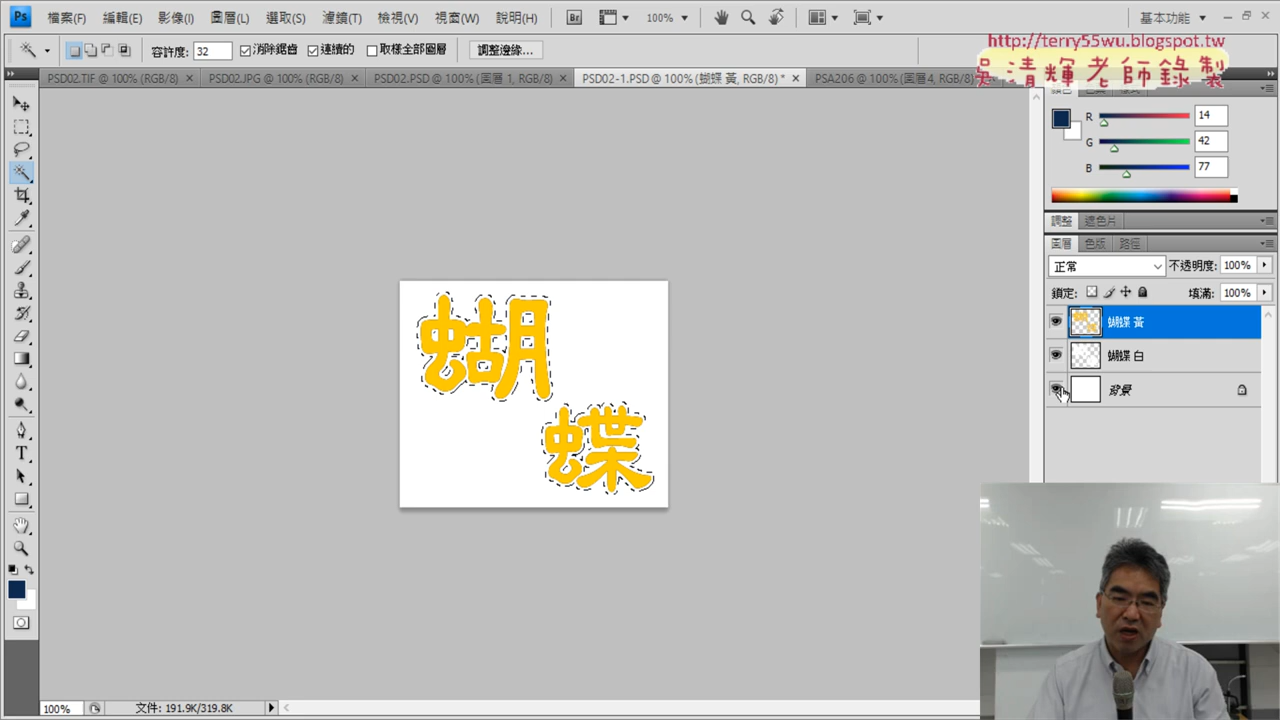 Ps 檔案(F) 編輯(E) 影像(I) 圖層(L) 選取(S) 濾鏡(T) 檢視(V) 視窗(W) 說明(H) Br 100% 基本功能
容許度: 32 消除鋸齒 連續的 取樣全部圖層 調整邊緣...
http://terry55wu.blogspot.tw
吳清輝老師錄製
PSD02.TIF @ 100% (RGB/8) × PSD02.JPG @ 100% (RGB/8) × PSD02.PSD @ 100% (圖層 1, RGB/8) × PSD02-1.PSD @ 100% (蝴蝶 黃, RGB/8) * × PSA206 @ 100% (圖層 4, RGB/8)
R 14
G 42
B 77
調整 遮色片
圖層 色版 路徑
正常 不透明度: 100%
鎖定: 填滿: 100%
蝴蝶 黃
蝴蝶 白
背景
蝴
蝶
T
100% 文件: 191.9K/319.8K